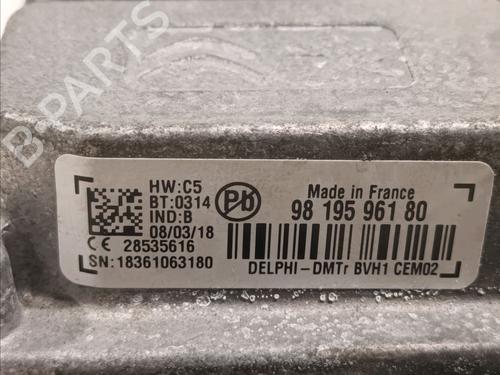 B-PARTS
HW:C5
BT:0314
IND:B
08/03/18
CE 28535616
SN:18361063180
Pb
Made in France
98 195 961 80
DELPHI-DMTr BVH1 CEM02